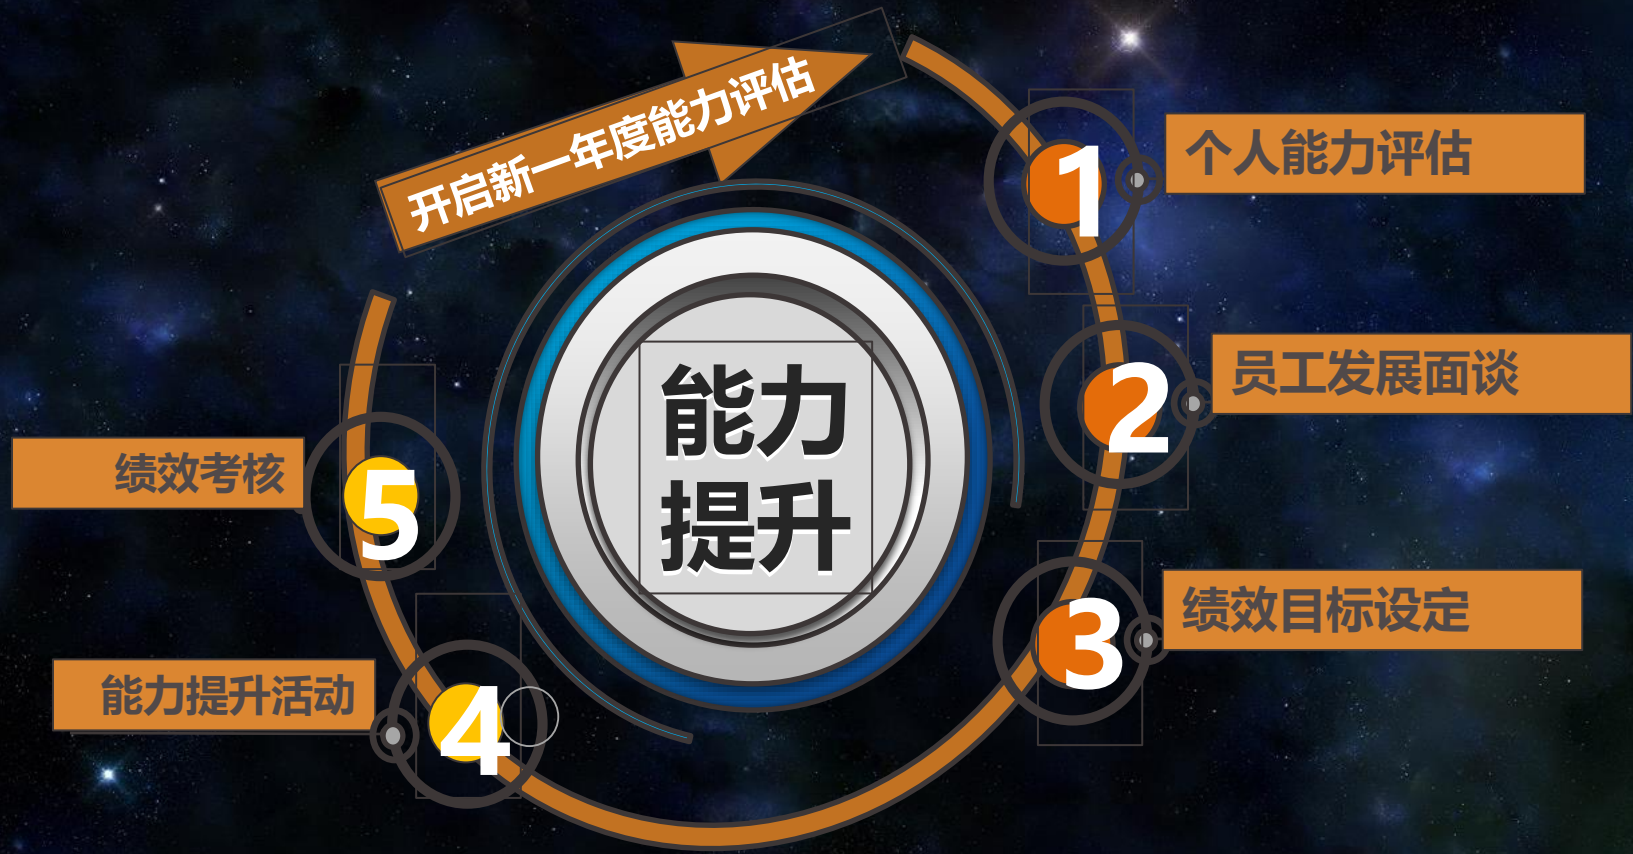 开启新一年度能力评估
能力
提升
1
个人能力评估
2
员工发展面谈
3
绩效目标设定
4
能力提升活动
5
绩效考核